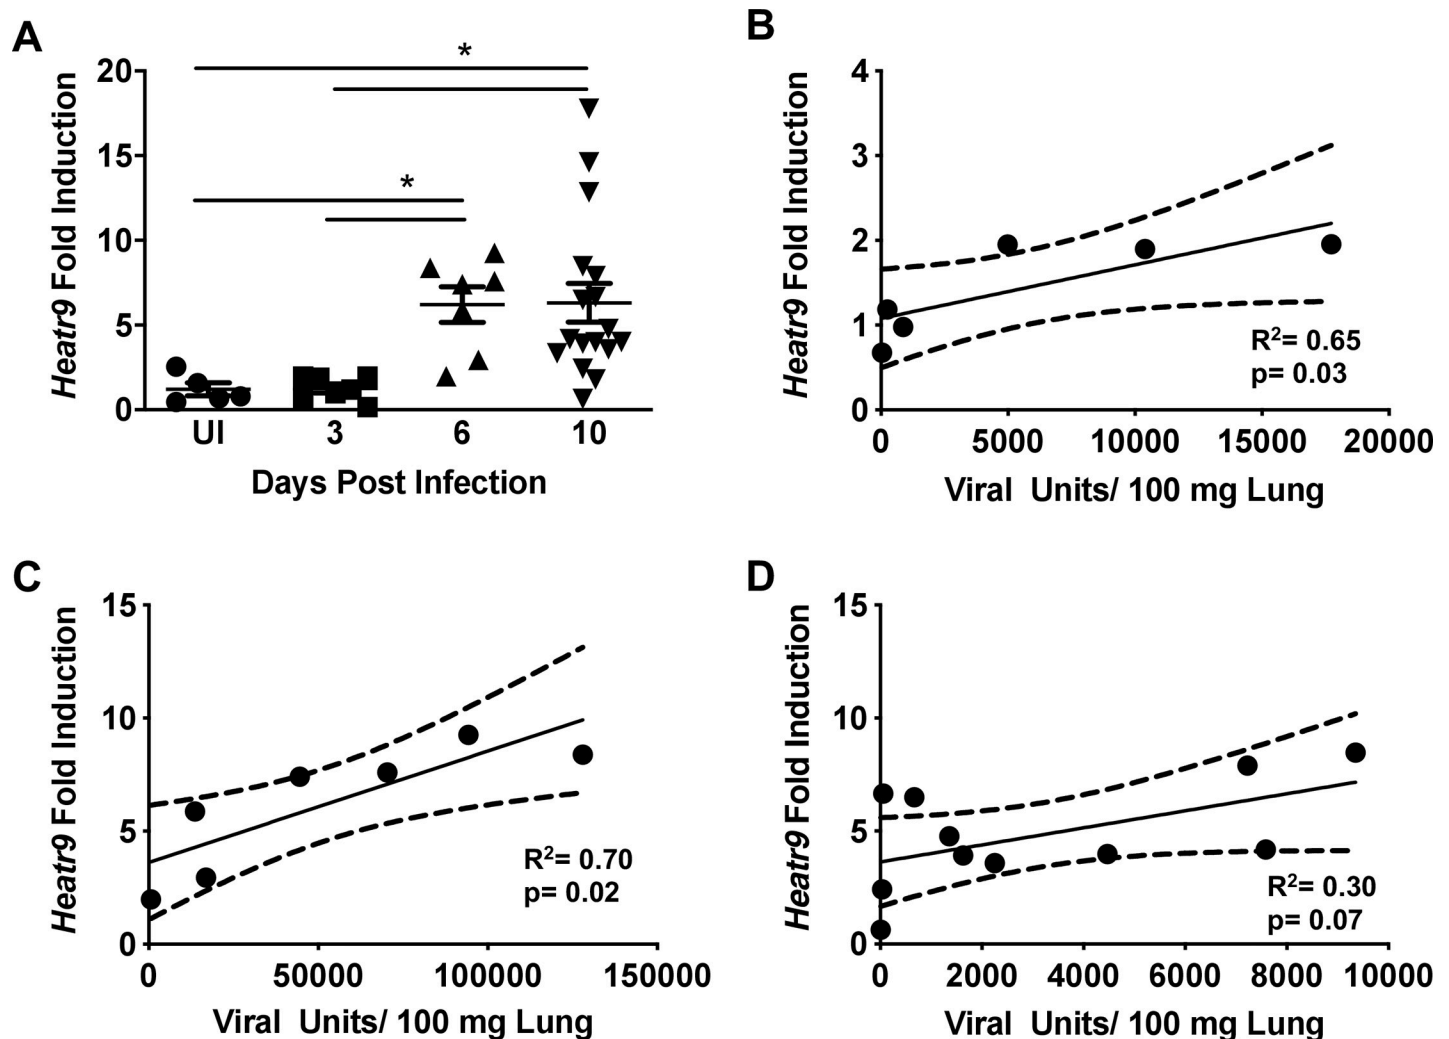 A
Heatr9 Fold Induction
20
15
10
5
0
*
*
UI 3 6 10
Days Post Infection
B
Heatr9 Fold Induction
4
3
2
1
0
R²= 0.65
p= 0.03
0 5000 10000 15000 20000
Viral Units/ 100 mg Lung
C
Heatr9 Fold Induction
15
10
5
0
R²= 0.70
p= 0.02
0 50000 100000 150000
Viral Units/ 100 mg Lung
D
Heatr9 Fold Induction
15
10
5
0
R²= 0.30
p= 0.07
0 2000 4000 6000 8000 10000
Viral Units/ 100 mg Lung